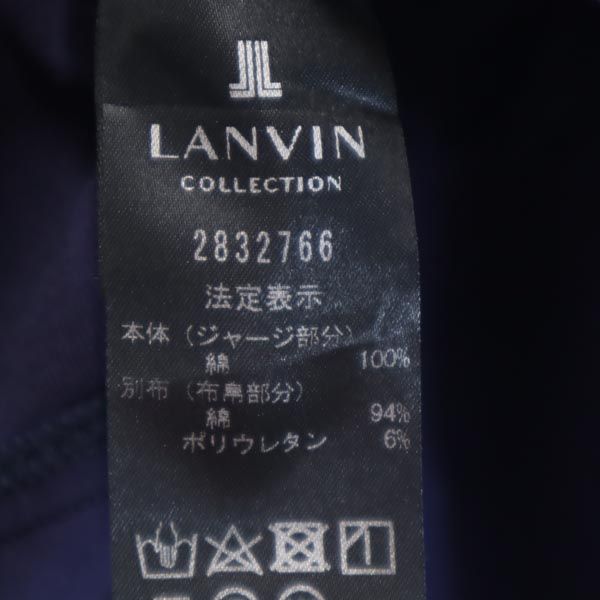 LANVIN
COLLECTION
2832766
法定表示
本体（ジャージ部分）
綿 100%
別布（布帛部分）
綿 94%
ポリウレタン 6%